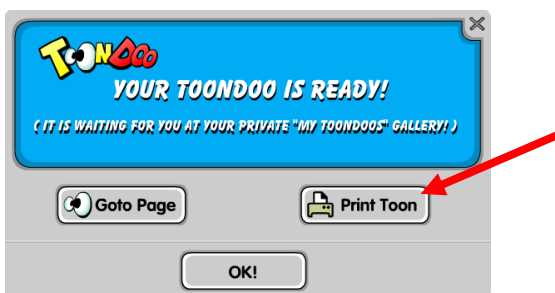 TOONDOO
YOUR TOONDOO IS READY!
( IT IS WAITING FOR YOU AT YOUR PRIVATE "MY TOONDOOS" GALLERY! )
Goto Page
Print Toon
OK!